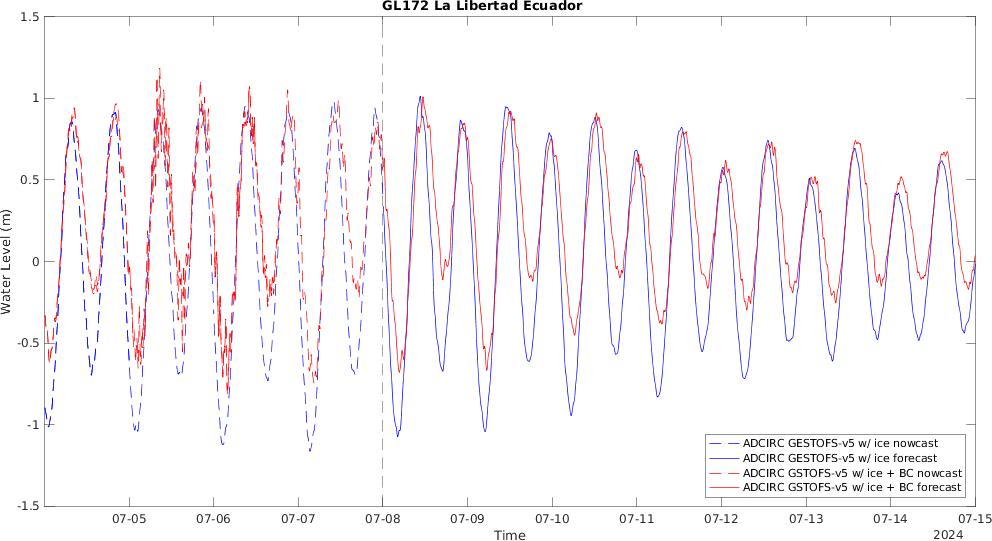 GL172 La Libertad Ecuador
1.5
1
0.5
0
-0.5
-1
-1.5
Water Level (m)
ADCIRC GESTOFS-v5 w/ ice nowcast
ADCIRC GESTOFS-v5 w/ ice forecast
ADCIRC GSTOFS-v5 w/ ice + BC nowcast
ADCIRC GSTOFS-v5 w/ ice + BC forecast
07-05 07-06 07-07 07-08 07-09 07-10 07-11 07-12 07-13 07-14 07-15
Time
2024